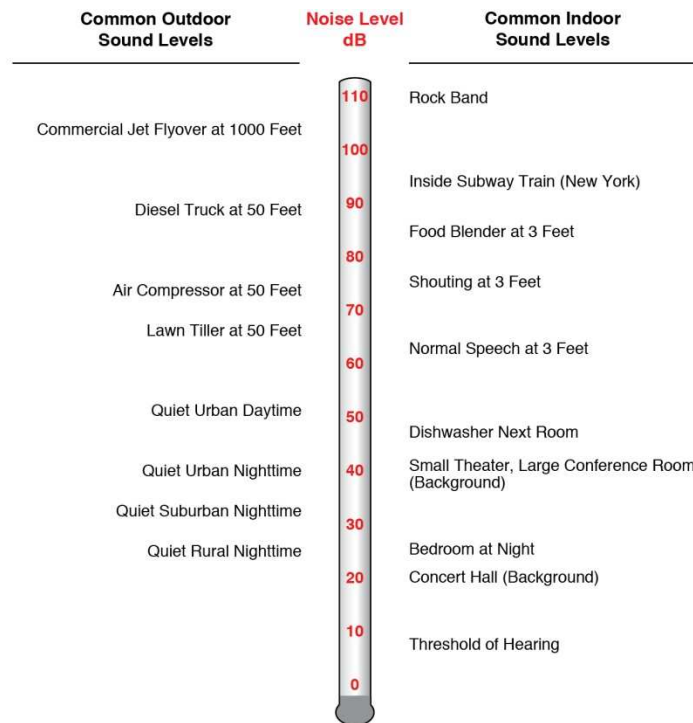 Common Outdoor
Sound Levels
Noise Level
dB
Common Indoor
Sound Levels
110
Rock Band
Commercial Jet Flyover at 1000 Feet
100
Inside Subway Train (New York)
90
Diesel Truck at 50 Feet
Food Blender at 3 Feet
80
Shouting at 3 Feet
Air Compressor at 50 Feet
70
Lawn Tiller at 50 Feet
Normal Speech at 3 Feet
60
Quiet Urban Daytime
50
Dishwasher Next Room
Quiet Urban Nighttime
40
Small Theater, Large Conference Room
(Background)
Quiet Suburban Nighttime
30
Quiet Rural Nighttime
Bedroom at Night
20
Concert Hall (Background)
10
Threshold of Hearing
0